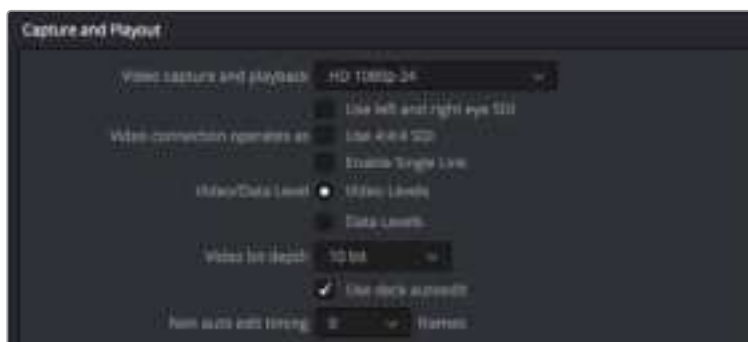 Capture and Playout
Video capture and playback HD 1080p 24
Use left and right eye SDI
Video connection operates as Use 4:4:4 SDI
Enable Single Link
Video/Data Level Video Levels
Data Levels
Video bit depth 10 bit
Use deck autoedit
Non auto edit timing 0 frames